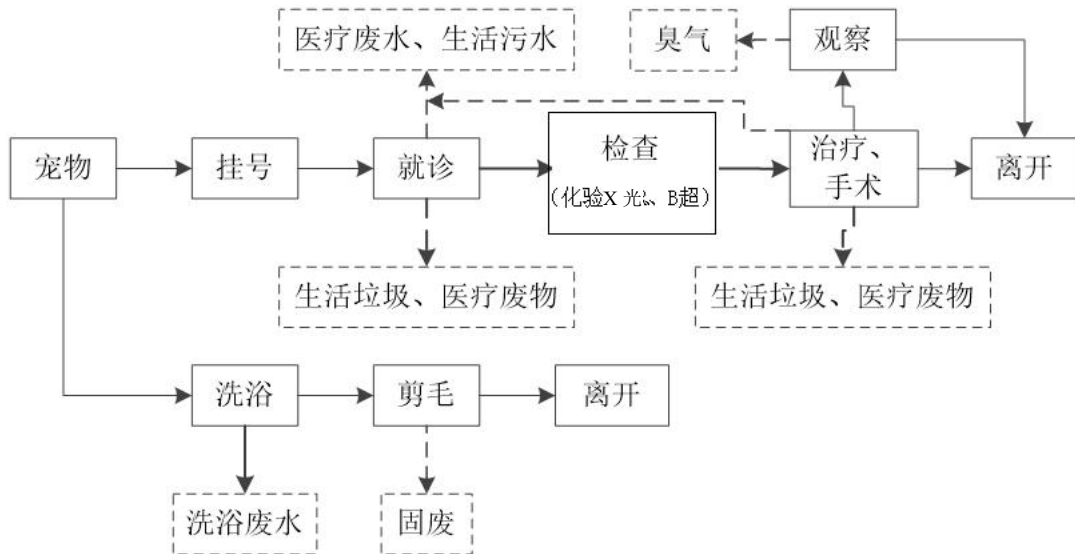 医疗废水、生活污水
臭气
观察
宠物
挂号
就诊
检查
(化验X 光、B超)
治疗、
手术
离开
生活垃圾、医疗废物
生活垃圾、医疗废物
洗浴
剪毛
离开
洗浴废水
固废